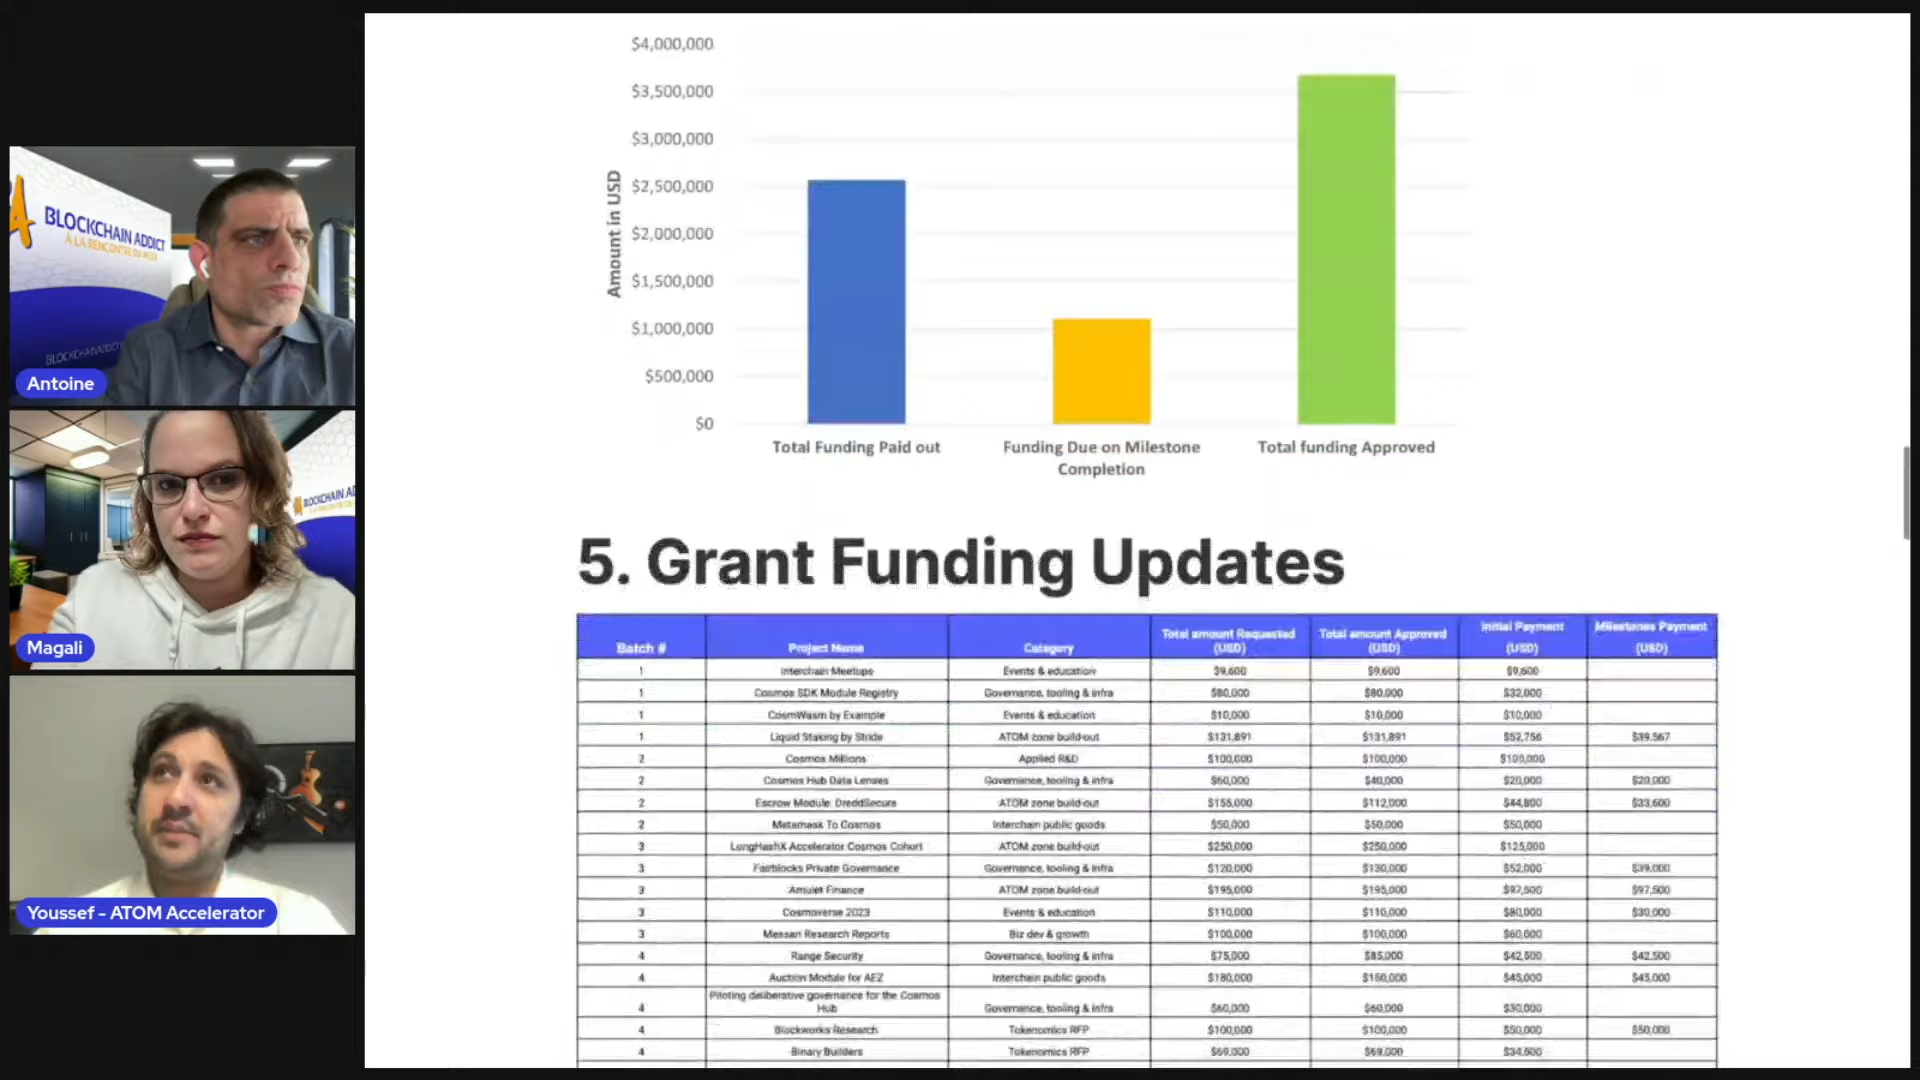 BLOCKCHAIN ADDICT
À LA RENCONTRE DU WEB3
Antoine
BLOCKCHAIN AD
Magali
Youssef - ATOM Accelerator
$4,000,000
$3,500,000
$3,000,000
$2,500,000
$2,000,000
$1,500,000
$1,000,000
$500,000
$0
Amount in USD
Total Funding Paid out
Funding Due on Milestone
Completion
Total funding Approved
5. Grant Funding Updates
Batch # Project Name Category Total amount Requested (USD) Total amount Approved (USD) Initial Payment (USD) Milestones Payment (USD)
1 Interchain Meetups Events & education $9,600 $9,600 $9,600
1 Cosmos SDK Module Registry Governance, tooling & infra $80,000 $80,000 $32,000
1 CosmWasm by Example Events & education $10,000 $10,000 $10,000
1 Liquid Staking by Stride ATOM zone build-out $131,891 $131,891 $52,756 $39,567
2 Cosmos Millions Applied R&D $100,000 $100,000 $100,000
2 Cosmos Hub Data Lenses Governance, tooling & infra $60,000 $40,000 $20,000 $20,000
2 Escrow Module: DreddSecure ATOM zone build-out $112,000 $44,800 $33,600
2 Metamask To Cosmos Interchain public goods $50,000 $50,000 $50,000
3 LongHashX Accelerator Cosmos Cohort ATOM zone build-out $250,000 $250,000 $125,000
3 Fairblocks Private Governance Governance, tooling & infra $120,000 $130,000 $52,000 $39,000
3 Amulet Finance ATOM zone build-out $195,000 $195,000 $97,500 $97,500
3 Cosmoverse 2023 Events & education $110,000 $110,000 $80,000 $30,000
3 Messari Research Reports Biz dev & growth $100,000 $100,000 $60,000
4 Range Security Governance, tooling & infra $75,000 $85,000 $42,500 $42,500
4 Auction Module for AEZ Interchain public goods $180,000 $45,000 $45,000
4 Piloting deliberative governance for the Cosmos Hub Governance, tooling & infra $60,000 $60,000 $30,000
4 Blockworks Research Tokenomics RFP $100,000 $100,000 $50,000 $50,000
4 Binary Builders Tokenomics RFP $69,000 $69,000 $34,500